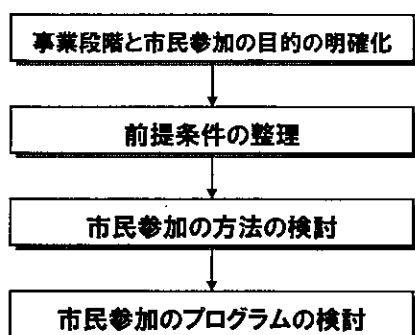 事業段階と市民参加の目的の明確化
前提条件の整理
市民参加の方法の検討
市民参加のプログラムの検討